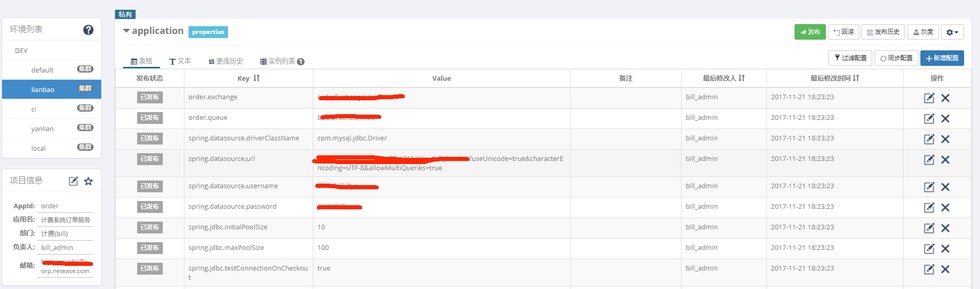 私有
环境列表
DEV
default 集群
liantiao 集群
ci 集群
yanlian 集群
local 集群
项目信息
AppId: order
应用名: 计费系统订单服务
部门: 计费(bill)
负责人: bill_admin
邮箱:
orp.netease.com
application properties
发布 回滚 发布历史 灰度
表格 文本 更改历史 实例列表 1
过滤配置 同步配置 新增配置
发布状态 Key Value 备注 最后修改人 最后修改时间 操作
已发布 order.exchange bill_admin 2017-11-21 18:23:23
已发布 order.queue bill_admin 2017-11-21 18:23:23
已发布 spring.datasource.driverClassName com.mysql.jdbc.Driver bill_admin 2017-11-21 18:23:23
已发布 spring.datasource.url ?useUnicode=true&characterE
ncoding=UTF-8&allowMultiQueries=true bill_admin 2017-11-21 18:23:23
已发布 spring.datasource.username bill_admin 2017-11-21 18:23:23
已发布 spring.datasource.password bill_admin 2017-11-21 18:23:23
已发布 spring.jdbc.initialPoolSize 10 bill_admin 2017-11-21 18:23:23
已发布 spring.jdbc.maxPoolSize 100 bill_admin 2017-11-21 18:23:23
已发布 spring.jdbc.testConnectionOnCheckou
t true bill_admin 2017-11-21 18:23:23